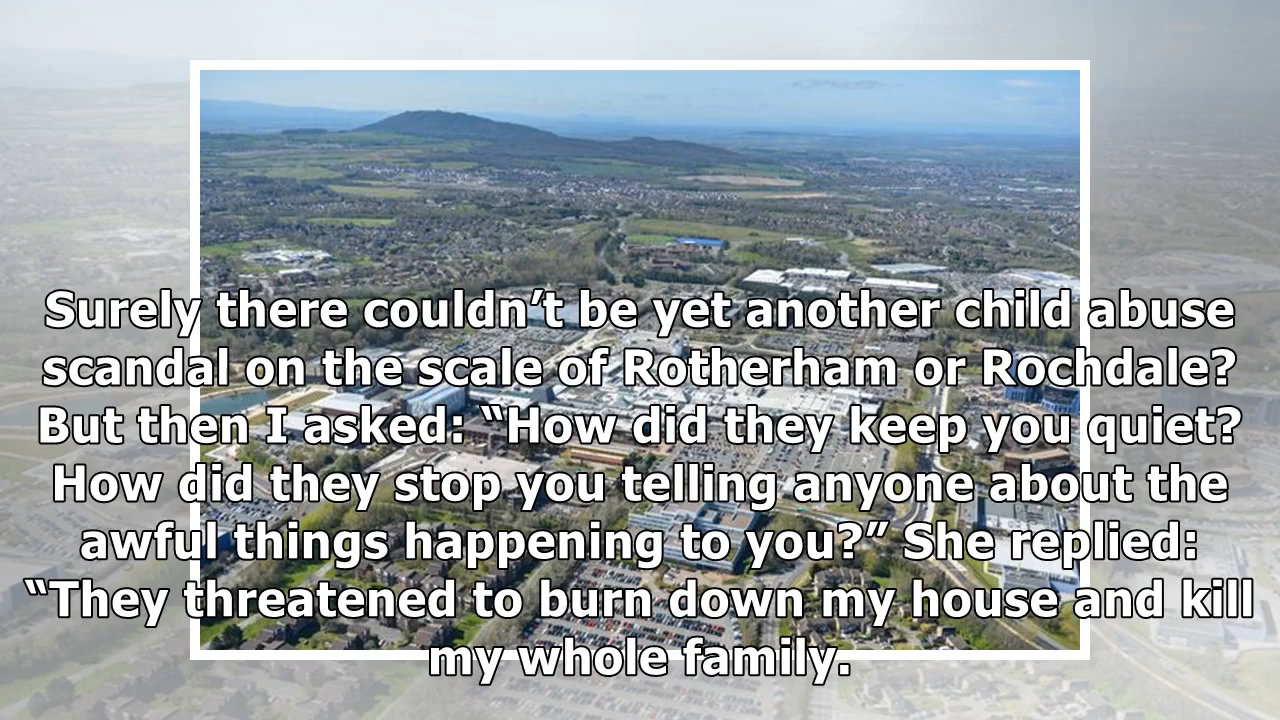 Surely there couldn’t be yet another child abuse
scandal on the scale of Rotherham or Rochdale?
But then I asked: “How did they keep you quiet?
How did they stop you telling anyone about the
awful things happening to you?” She replied:
“They threatened to burn down my house and kill
my whole family.